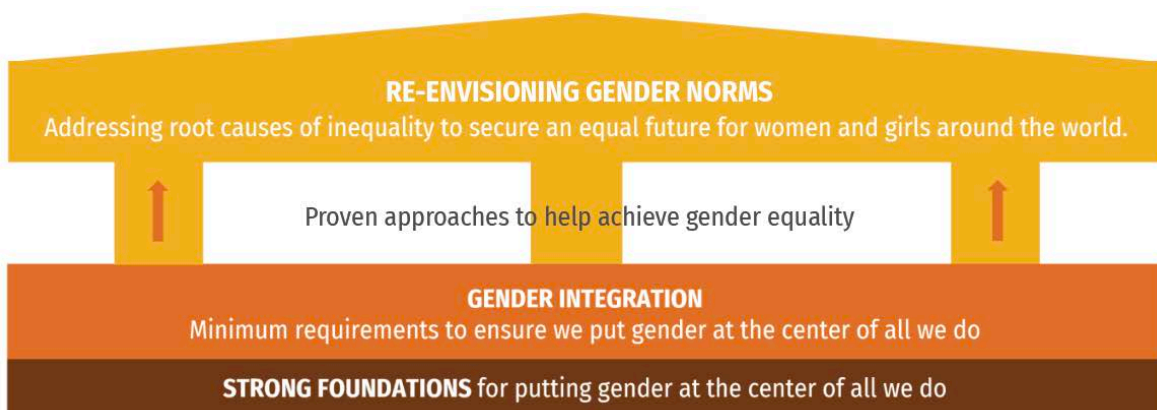 RE-ENVISIONING GENDER NORMS
Addressing root causes of inequality to secure an equal future for women and girls around the world.
Proven approaches to help achieve gender equality
GENDER INTEGRATION
Minimum requirements to ensure we put gender at the center of all we do
STRONG FOUNDATIONS for putting gender at the center of all we do